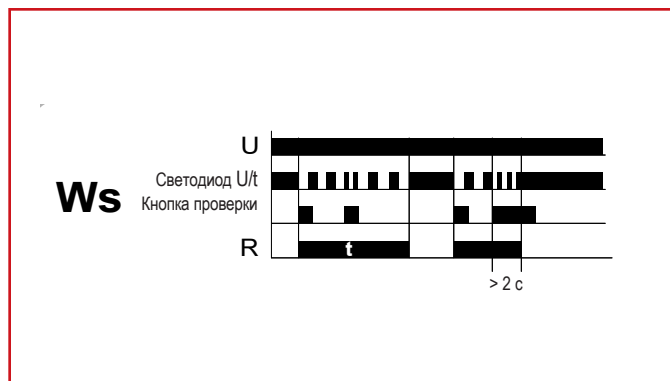 U
Светодиод U/t
Ws
Кнопка проверки
R
t
> 2 с